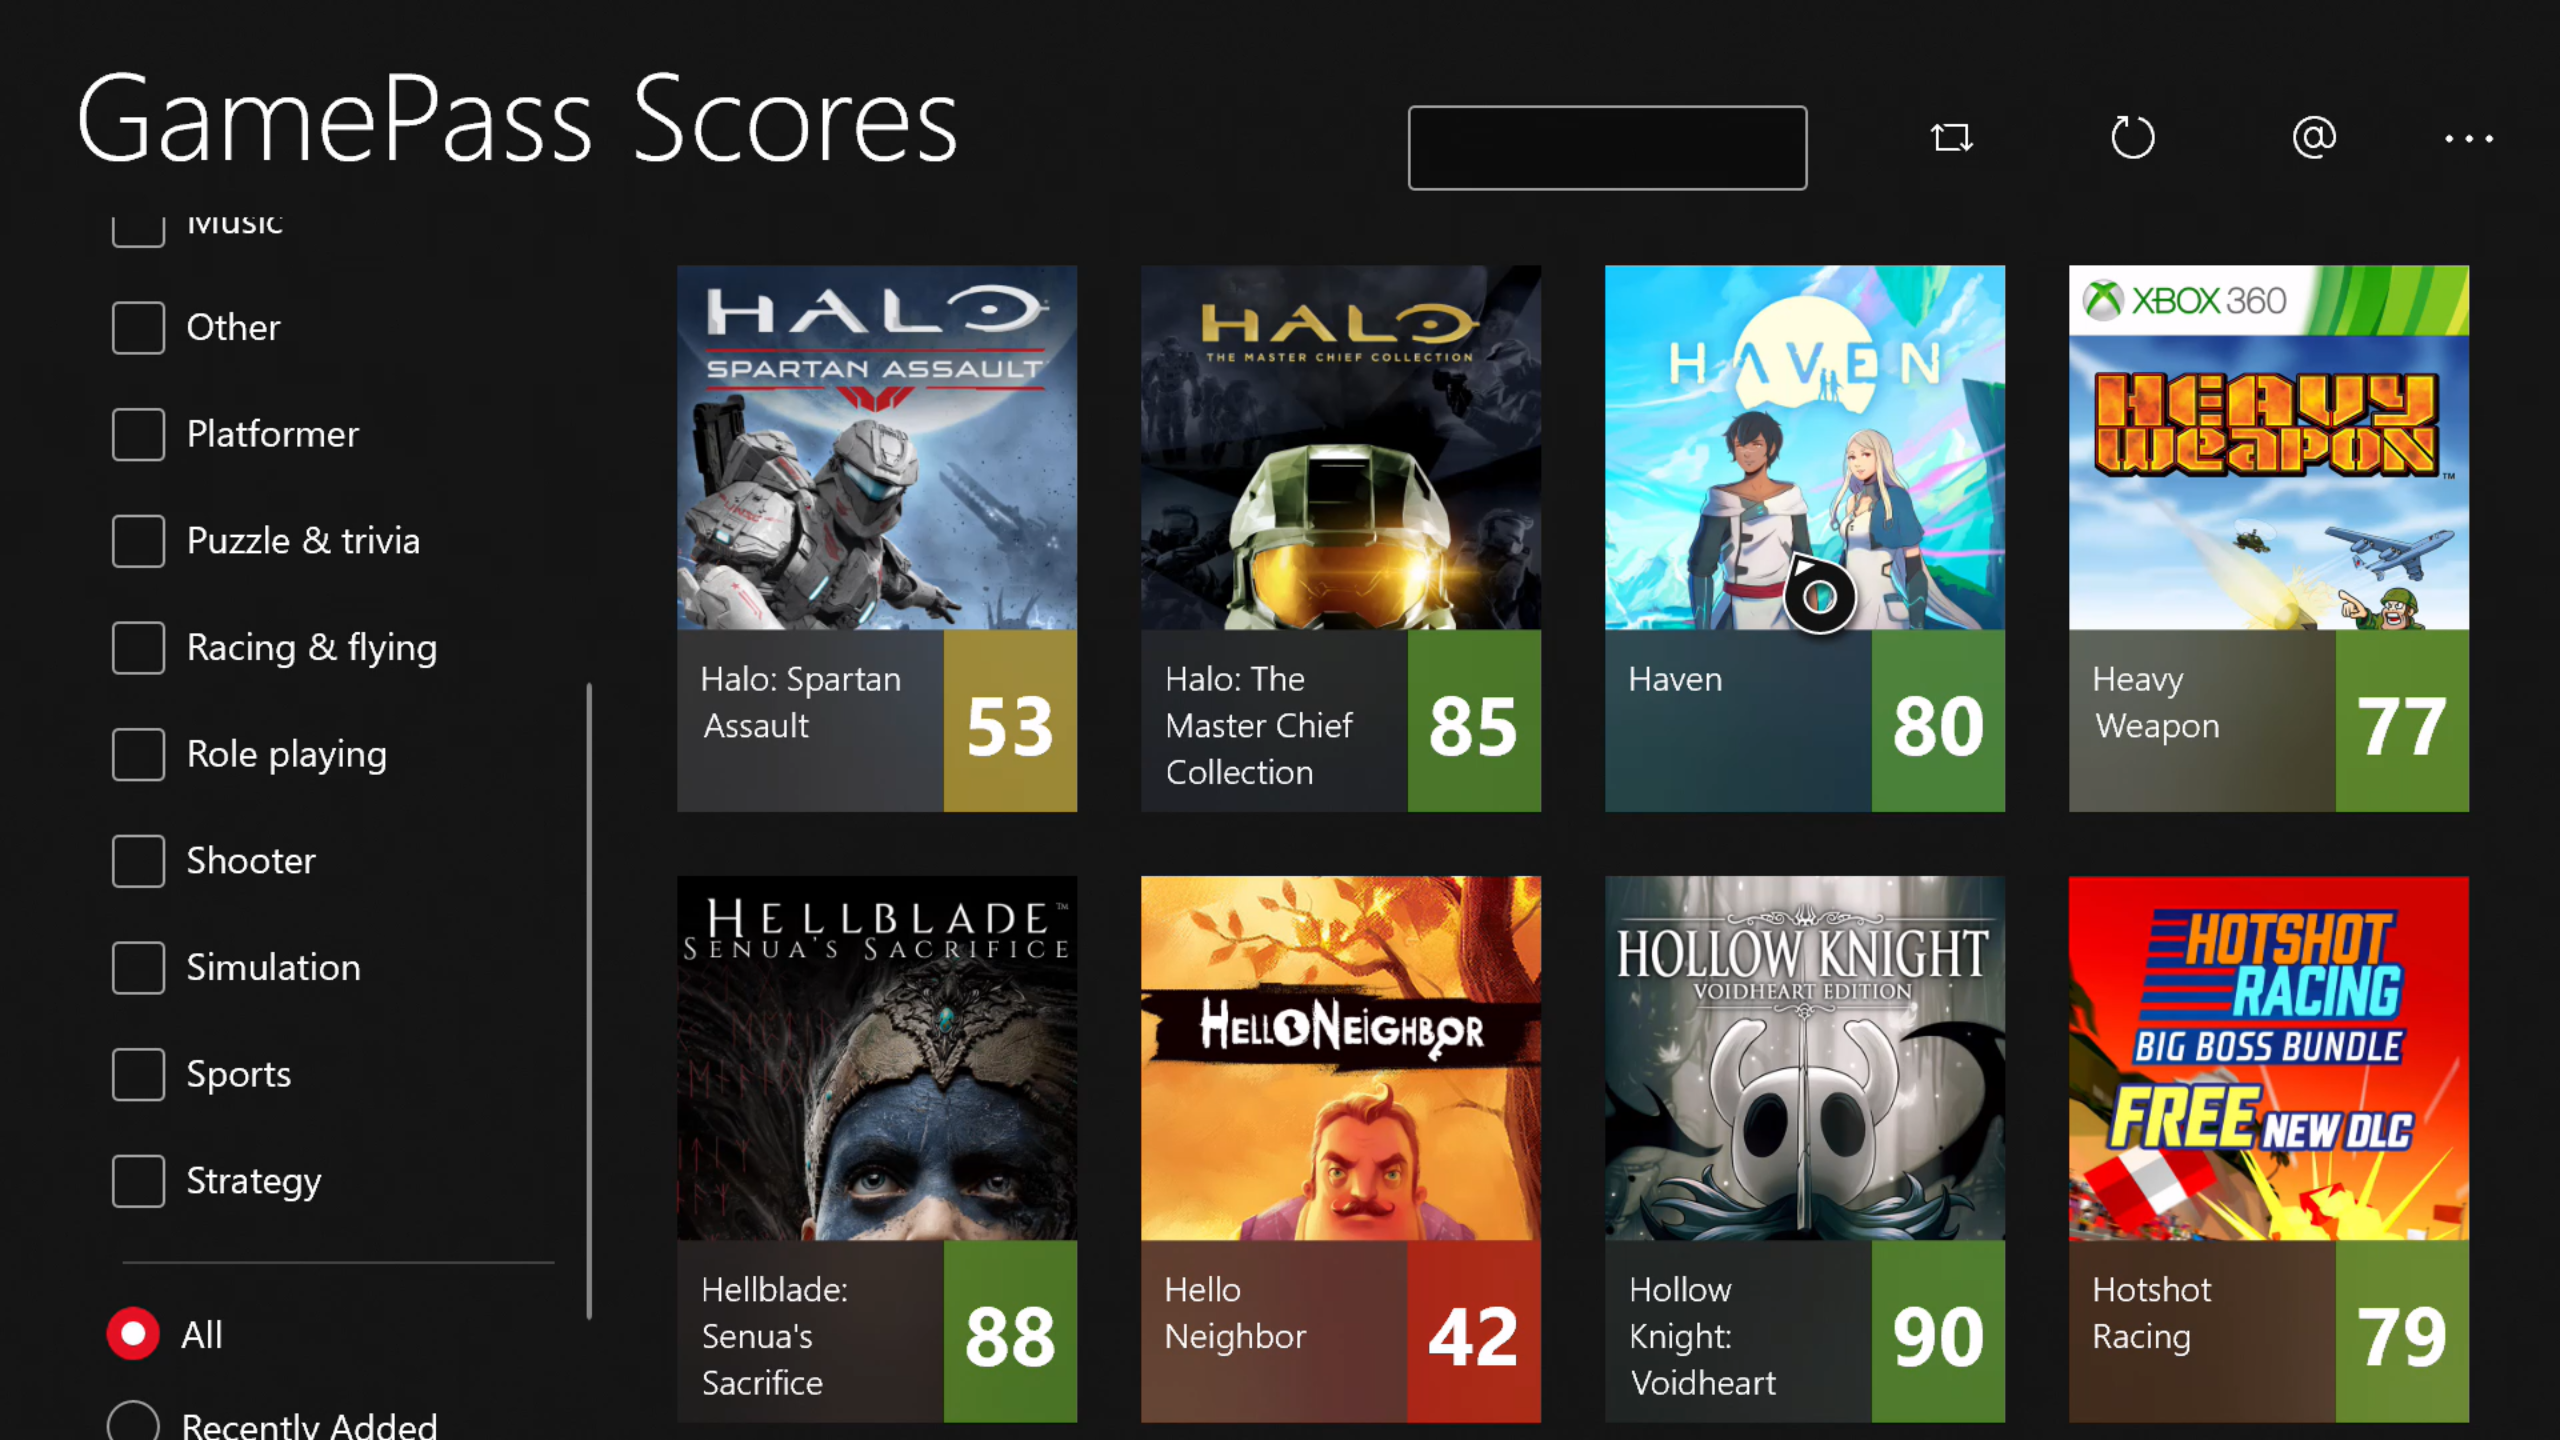 GamePass Scores
@
Music
Other
Platformer
Puzzle & trivia
Racing & flying
Role playing
Shooter
Simulation
Sports
Strategy
All
Recently Added
HALO
SPARTAN ASSAULT
Halo: Spartan
Assault
53
HALO
THE MASTER CHIEF COLLECTION
Halo: The
Master Chief
Collection
85
HAVEN
Haven
80
XBOX 360
HEAVY
WEAPON™
Heavy
Weapon
77
HELLBLADE™
SENUA'S SACRIFICE
Hellblade:
Senua's
Sacrifice
88
HELLO NEIGHBOR
Hello
Neighbor
42
HOLLOW KNIGHT
VOIDHEART EDITION
Hollow
Knight:
Voidheart
90
HOTSHOT
RACING
BIG BOSS BUNDLE
FREE NEW DLC
Hotshot
Racing
79